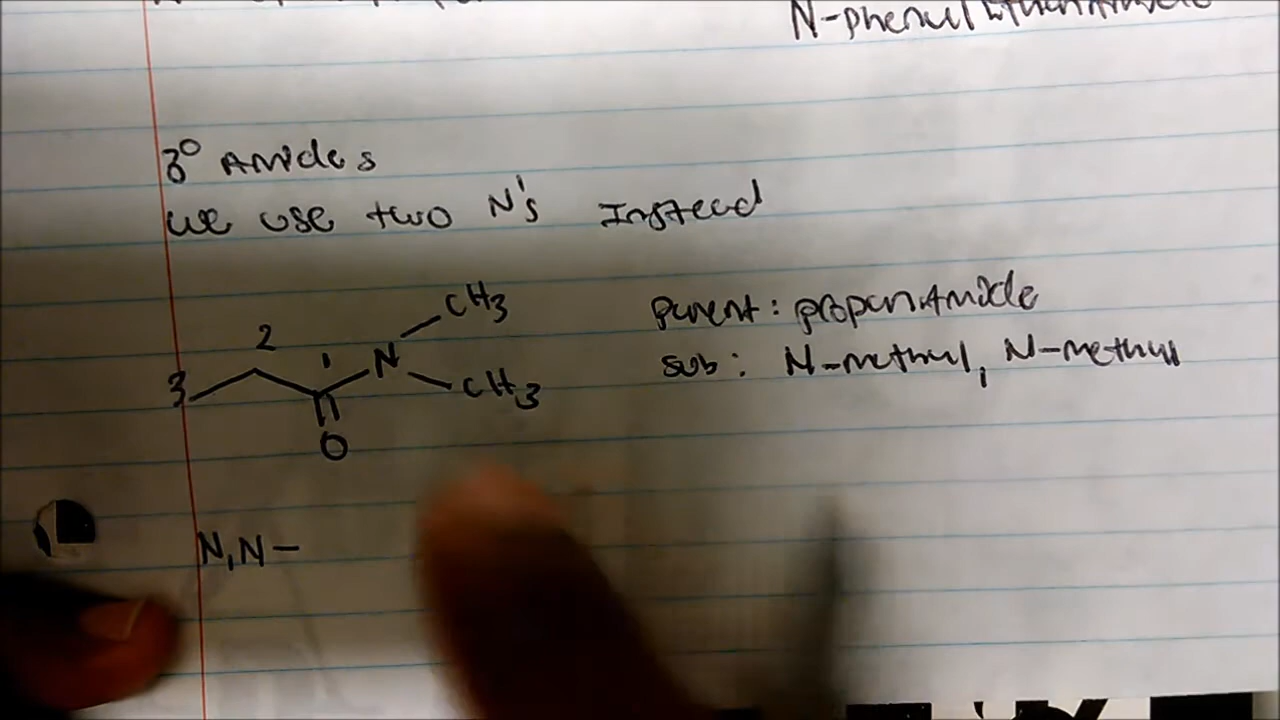 N-phenyl
3° Amides
we use two N's Instead
CH3
2
1
N
3
CH3
O
parent: propanAmide
sub: N-methyl, N-methyl
N,N-